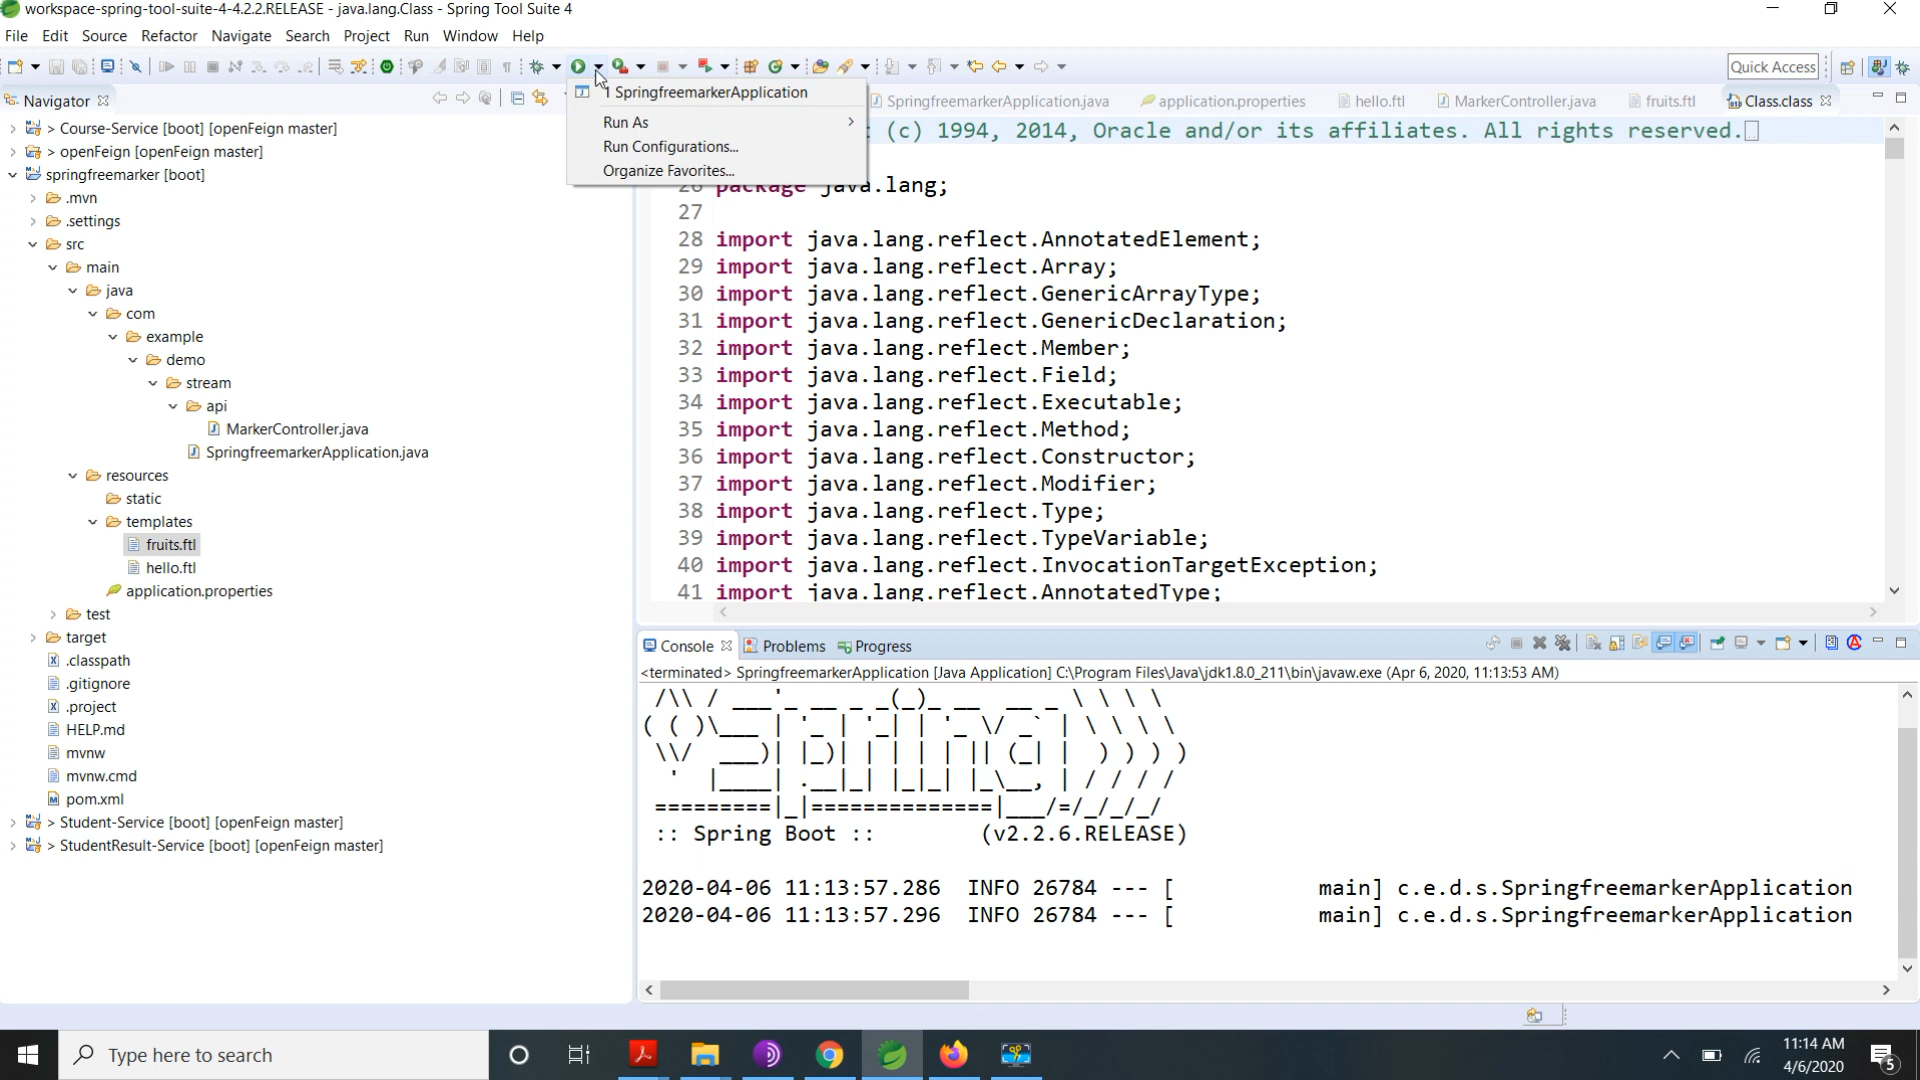 workspace-spring-tool-suite-4-4.2.2.RELEASE - java.lang.Class - Spring Tool Suite 4
File Edit Source Refactor Navigate Search Project Run Window Help
Quick Access
1 SpringfreemarkerApplication
Run As
Run Configurations...
Organize Favorites...
Navigator
> Course-Service [boot] [openFeign master]
> openFeign [openFeign master]
springfreemarker [boot]
.mvn
.settings
src
main
java
com
example
demo
stream
api
MarkerController.java
SpringfreemarkerApplication.java
resources
static
templates
fruits.ftl
hello.ftl
application.properties
test
target
.classpath
.gitignore
.project
HELP.md
mvnw
mvnw.cmd
pom.xml
> Student-Service [boot] [openFeign master]
> StudentResult-Service [boot] [openFeign master]
SpringfreemarkerApplication.java application.properties hello.ftl MarkerController.java fruits.ftl Class.class
(c) 1994, 2014, Oracle and/or its affiliates. All rights reserved.
26 package java.lang;
27
28 import java.lang.reflect.AnnotatedElement;
29 import java.lang.reflect.Array;
30 import java.lang.reflect.GenericArrayType;
31 import java.lang.reflect.GenericDeclaration;
32 import java.lang.reflect.Member;
33 import java.lang.reflect.Field;
34 import java.lang.reflect.Executable;
35 import java.lang.reflect.Method;
36 import java.lang.reflect.Constructor;
37 import java.lang.reflect.Modifier;
38 import java.lang.reflect.Type;
39 import java.lang.reflect.TypeVariable;
40 import java.lang.reflect.InvocationTargetException;
41 import java.lang.reflect.AnnotatedType;
Console Problems Progress
<terminated> SpringfreemarkerApplication [Java Application] C:\Program Files\Java\jdk1.8.0_211\bin\javaw.exe (Apr 6, 2020, 11:13:53 AM)
 /\\ / ___'_ __ _ _(_)_ __  __ _ \ \ \ \
( ( )\___ | '_ | '_| | '_ \/ _` | \ \ \ \
 \\/  ___)| |_)| | | | | || (_| |  ) ) ) )
  '  |____| .__|_| |_|_| |_\__, | / / / /
 =========|_|==============|___/=/_/_/_/
 :: Spring Boot ::        (v2.2.6.RELEASE)
2020-04-06 11:13:57.286  INFO 26784 --- [           main] c.e.d.s.SpringfreemarkerApplication
2020-04-06 11:13:57.296  INFO 26784 --- [           main] c.e.d.s.SpringfreemarkerApplication
Type here to search
11:14 AM
4/6/2020
5